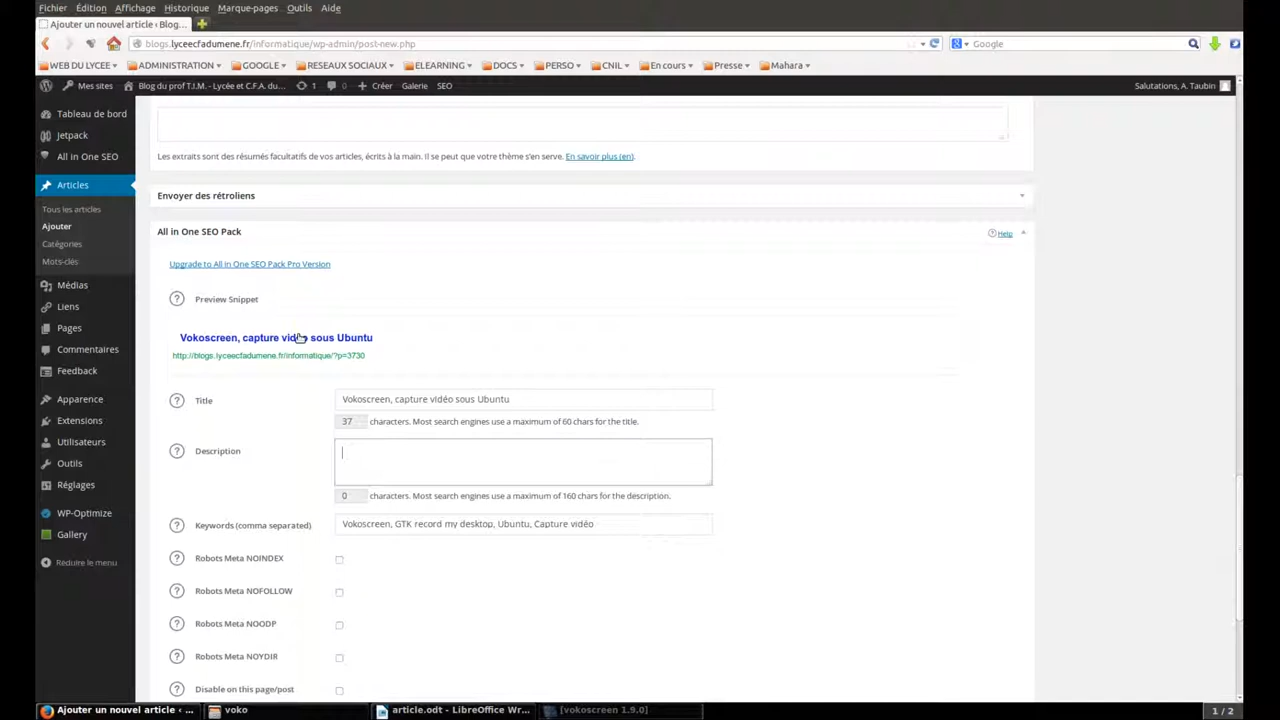 Fichier Édition Affichage Historique Marque-pages Outils Aide
Ajouter un nouvel article ‹ Blog...
blogs.lyceecfadumene.fr/informatique/wp-admin/post-new.php
Google
WEB DU LYCEE ADMINISTRATION GOOGLE RESEAUX SOCIAUX ELEARNING DOCS PERSO CNIL En cours Presse Mahara
Mes sites Blog du prof T.I.M. – Lycée et C.F.A. du... 1 0 Créer Galerie SEO Salutations, A. Taubin
Tableau de bord
Jetpack
All in One SEO
Articles
Tous les articles
Ajouter
Catégories
Mots-clés
Médias
Liens
Pages
Commentaires
Feedback
Apparence
Extensions
Utilisateurs
Outils
Réglages
WP-Optimize
Gallery
Réduire le menu
Les extraits sont des résumés facultatifs de vos articles, écrits à la main. Il se peut que votre thème s'en serve. En savoir plus (en).
Envoyer des rétroliens
All in One SEO Pack
Help
Upgrade to All in One SEO Pack Pro Version
Preview Snippet
Vokoscreen, capture vidéo sous Ubuntu
http://blogs.lyceecfadumene.fr/informatique/?p=3730
Title Vokoscreen, capture vidéo sous Ubuntu
37 characters. Most search engines use a maximum of 60 chars for the title.
Description
0 characters. Most search engines use a maximum of 160 chars for the description.
Keywords (comma separated) Vokoscreen, GTK record my desktop, Ubuntu, Capture vidéo
Robots Meta NOINDEX
Robots Meta NOFOLLOW
Robots Meta NOODP
Robots Meta NOYDIR
Disable on this page/post
Ajouter un nouvel article ‹ ... voko article.odt - LibreOffice Wr... [vokoscreen 1.9.0] 1 / 2